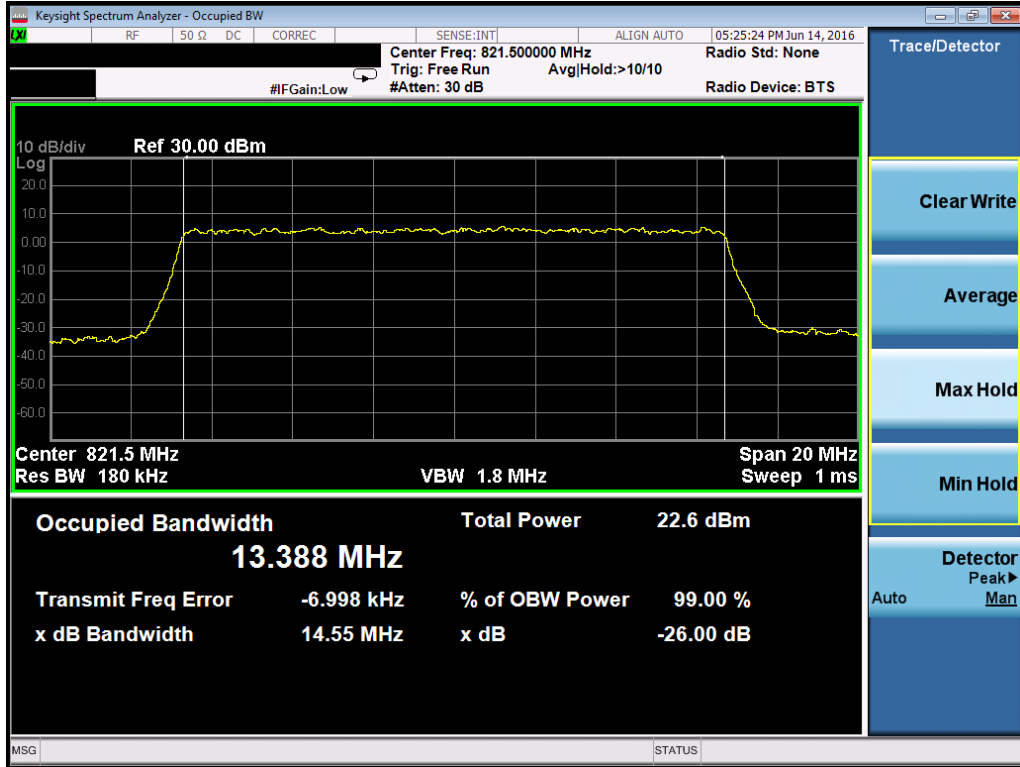 Keysight Spectrum Analyzer - Occupied BW
LXI RF 50 Ω DC CORREC SENSE:INT ALIGN AUTO 05:25:24 PM Jun 14, 2016
Center Freq: 821.500000 MHz Radio Std: None
Trig: Free Run Avg|Hold:>10/10
#IFGain:Low #Atten: 30 dB Radio Device: BTS
Trace/Detector
10 dB/div Ref 30.00 dBm
Log
20.0
10.0
0.00
-10.0
-20.0
-30.0
-40.0
-50.0
-60.0
Center 821.5 MHz Span 20 MHz
Res BW 180 kHz VBW 1.8 MHz Sweep 1 ms
Occupied Bandwidth Total Power 22.6 dBm
13.388 MHz
Transmit Freq Error -6.998 kHz % of OBW Power 99.00 %
x dB Bandwidth 14.55 MHz x dB -26.00 dB
Clear Write
Average
Max Hold
Min Hold
Detector
Peak▶
Auto Man
MSG STATUS